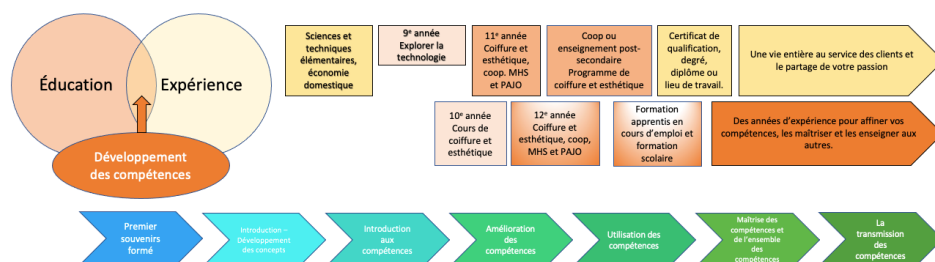 Éducation
Expérience
Développement
des compétences
Sciences et
techniques
élémentaires,
économie
domestique
9e année
Explorer la
technologie
11e année
Coiffure et
esthétique,
coop. MHS
et PAJO
Coop ou
enseignement post-
secondaire
Programme de
coiffure et esthétique
Certificat de
qualification,
degré,
diplôme ou
lieu de travail.
Une vie entière au service des clients et
le partage de votre passion
10e année
Cours de
coiffure et
esthétique
12e année
Coiffure et
esthétique, coop,
MHS et PAJO
Formation
apprentis en
cours d'emploi et
formation
scolaire
Des années d'expérience pour affiner vos
compétences, les maîtriser et les enseigner aux
autres.
Premier
souvenirs
formé
Introduction –
Développement
des concepts
Introduction
aux
compétences
Amélioration
des
compétences
Utilisation des
compétences
Maîtrise des
compétences et
de l'ensemble
des
compétences
La
transmission
des
compétences